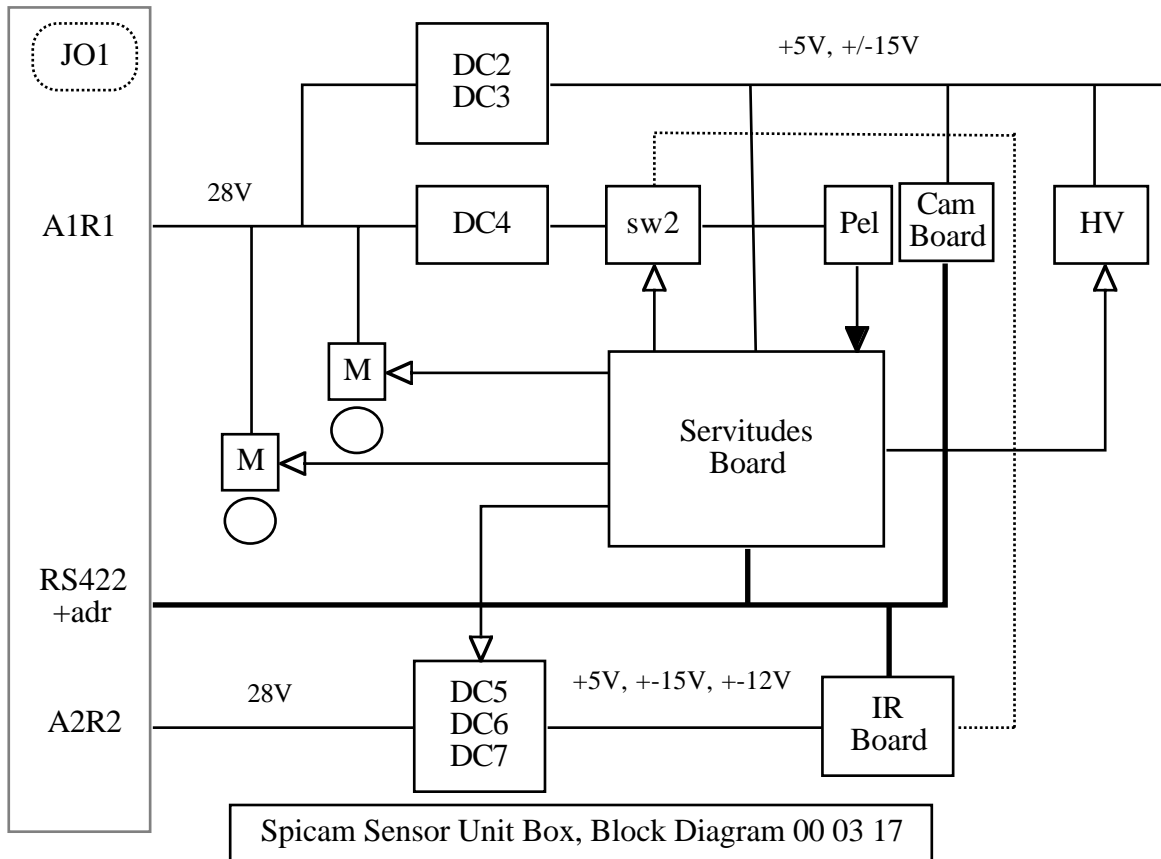 JO1
DC2
DC3
+5V, +/-15V
28V
A1R1
DC4
sw2
Pel
Cam
Board
HV
M
M
Servitudes
Board
RS422
+adr
28V
A2R2
DC5
DC6
DC7
+5V, +-15V, +-12V
IR
Board
Spicam Sensor Unit Box, Block Diagram 00 03 17